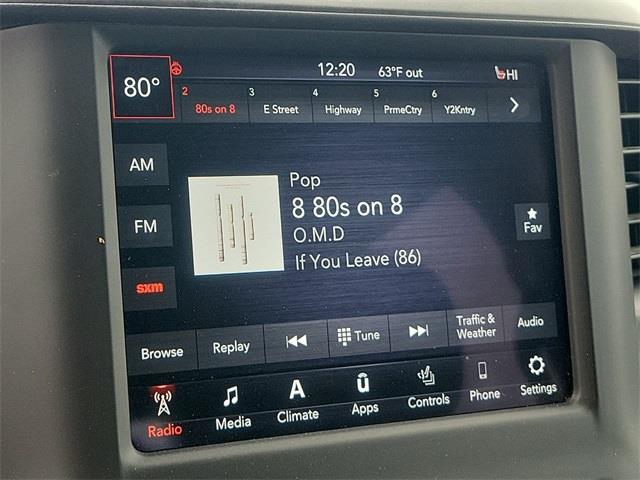 80°
12:20
63°F out
HI
2 80s on 8
3 E Street
4 Highway
5 PrmeCtry
6 Y2Kntry
AM
FM
sxm
Pop
8 80s on 8
O.M.D
If You Leave (86)
Fav
Browse
Replay
Tune
Traffic &
Weather
Audio
Radio
Media
A
Climate
Apps
Controls
Phone
Settings